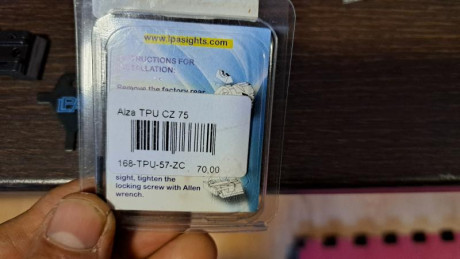 www.lpasights.com
INSTRUCTIONS FOR
INSTALLATION:
Remove the factory rear
Aiza TPU CZ 75
168-TPU-57-ZC 70,00
sight, tighten the
locking screw with Allen
wrench.